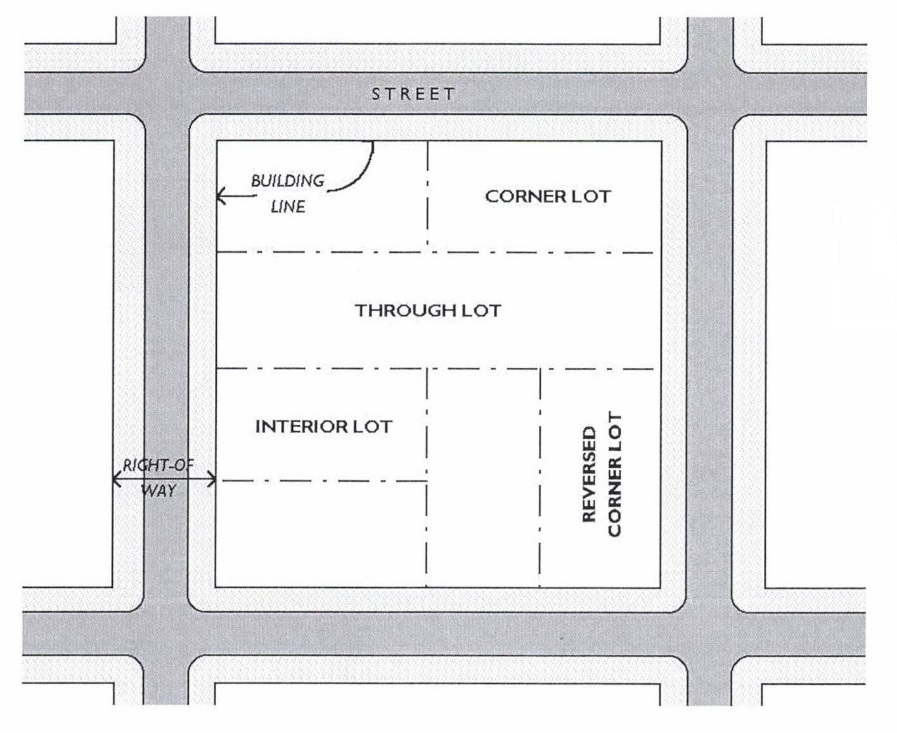 STREET
BUILDING
LINE
CORNER LOT
THROUGH LOT
INTERIOR LOT
REVERSED
CORNER LOT
RIGHT-OF
WAY